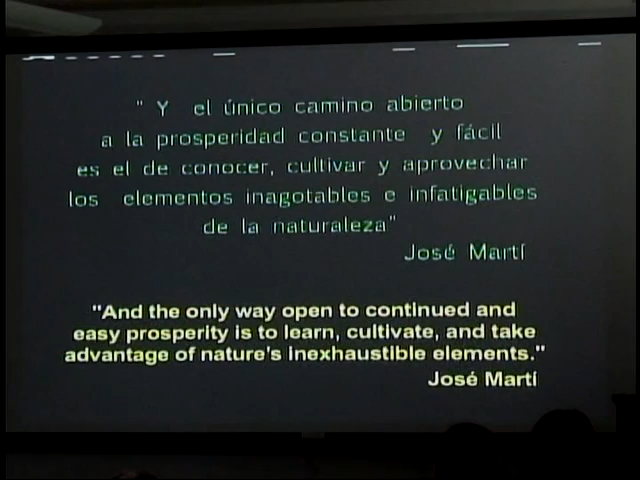 " Y el único camino abierto
a la prosperidad constante y fácil
es el de conocer, cultivar y aprovechar
los elementos inagotables e infatigables
de la naturaleza"
José Martí
"And the only way open to continued and
easy prosperity is to learn, cultivate, and take
advantage of nature's inexhaustible elements."
José Martí